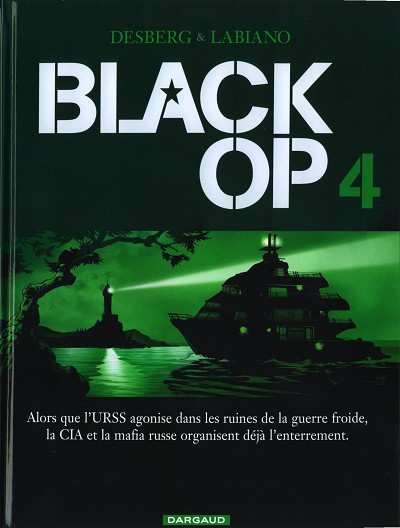 DESBERG & LABIANO
BLACK
OP 4
Alors que l'URSS agonise dans les ruines de la guerre froide,
la CIA et la mafia russe organisent déjà l'enterrement.
DARGAUD